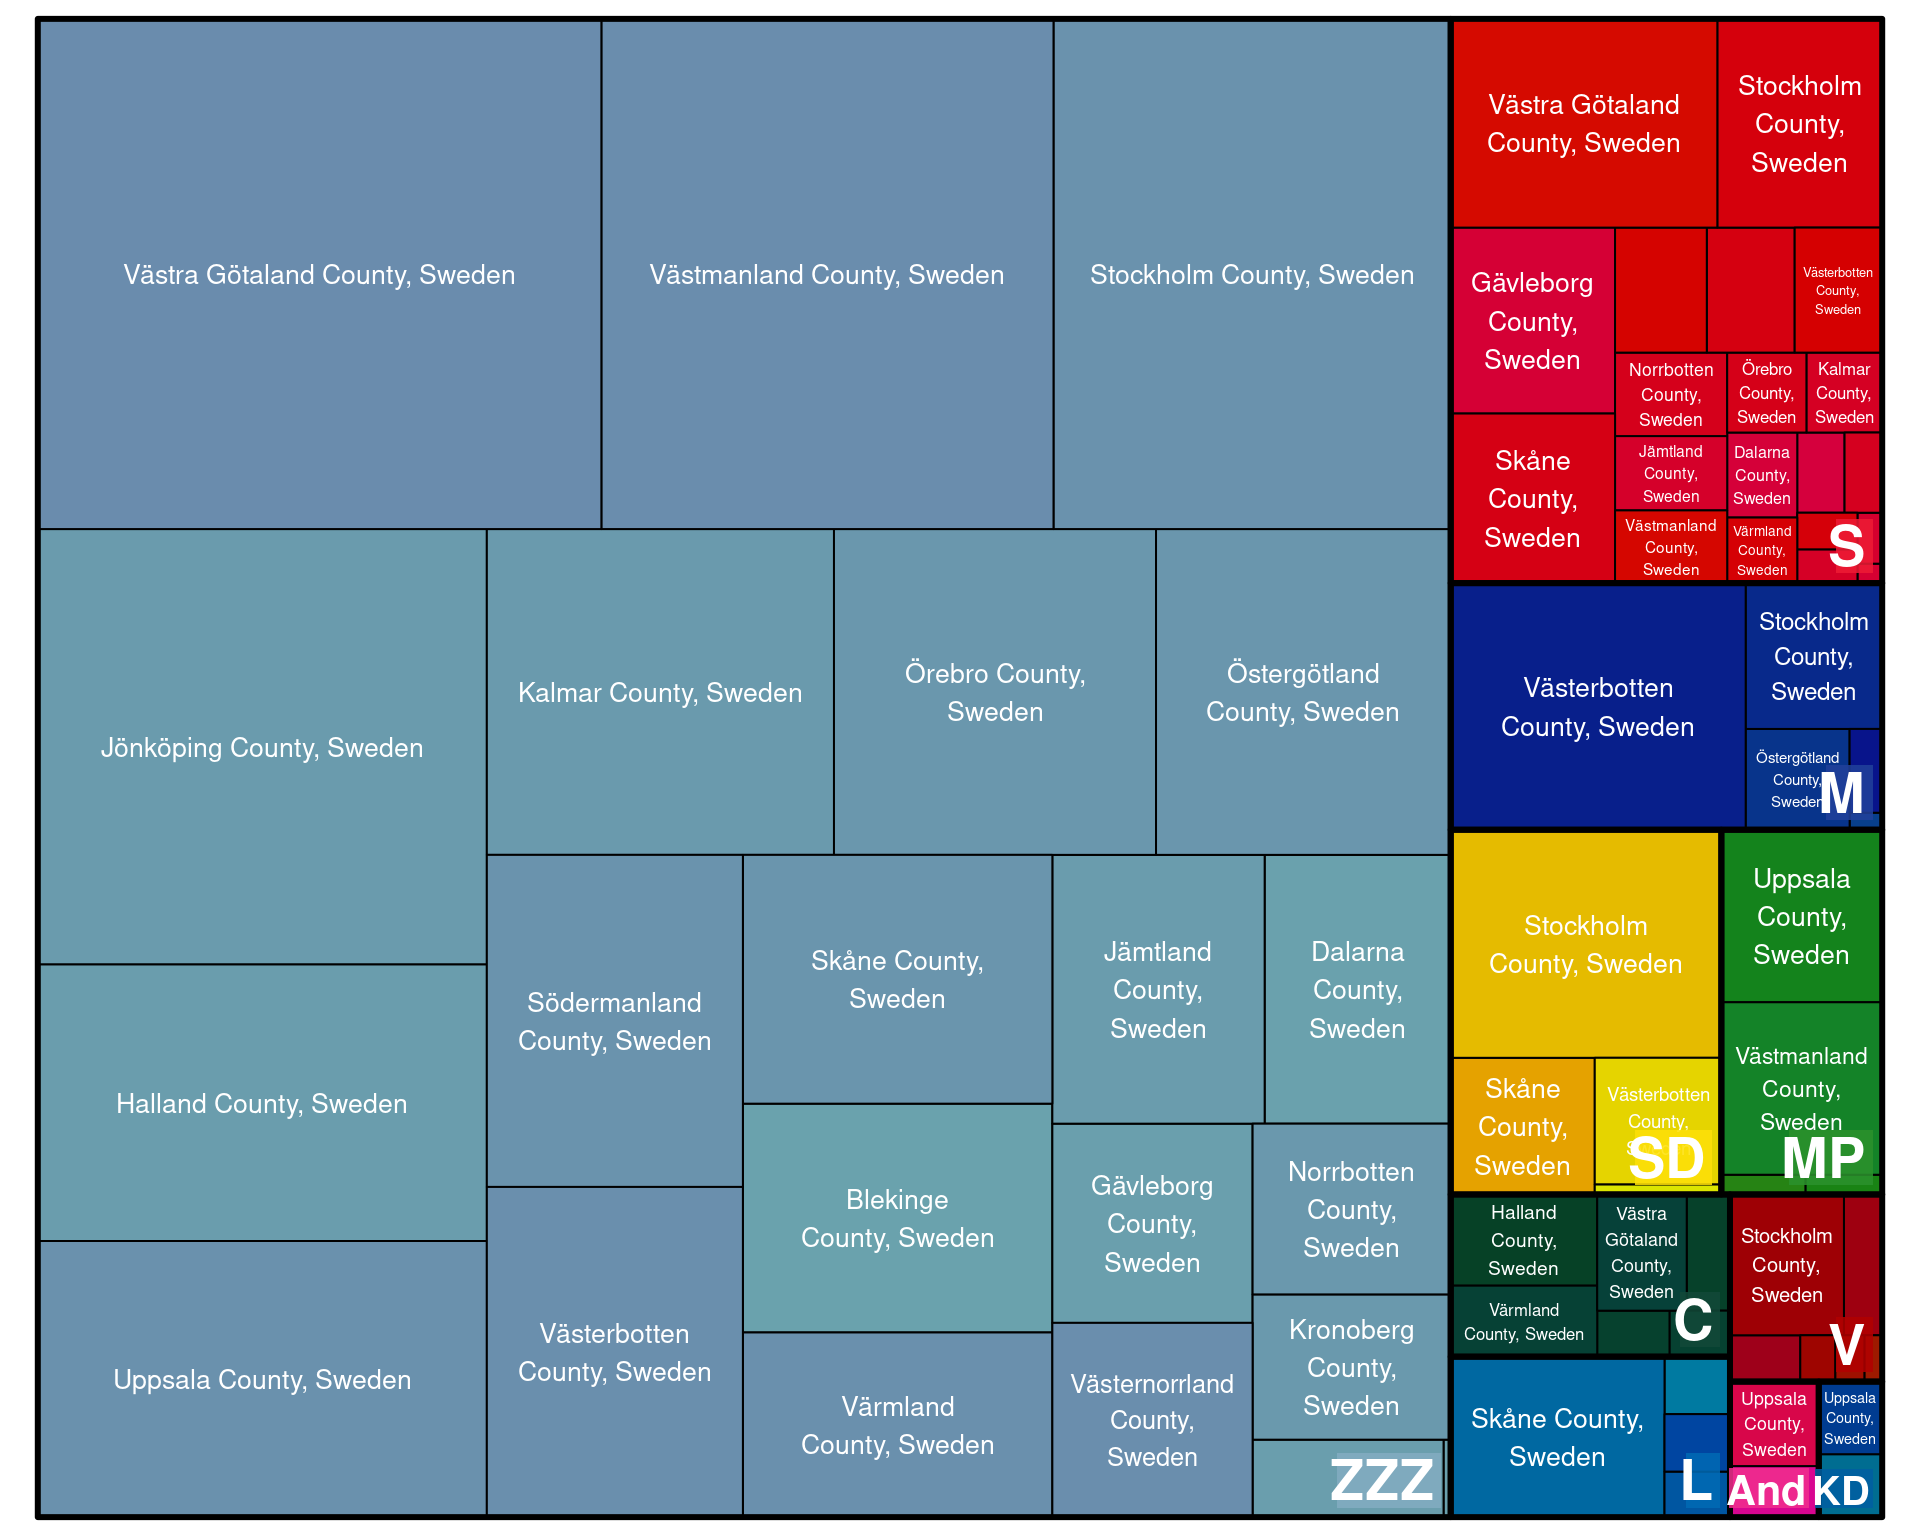 Västra Götaland County, Sweden
Västmanland County, Sweden
Stockholm County, Sweden
Jönköping County, Sweden
Kalmar County, Sweden
Örebro County,
Sweden
Östergötland
County, Sweden
Halland County, Sweden
Uppsala County, Sweden
Södermanland
County, Sweden
Skåne County,
Sweden
Jämtland
County,
Sweden
Dalarna
County,
Sweden
Västerbotten
County, Sweden
Blekinge
County, Sweden
Värmland
County, Sweden
Gävleborg
County,
Sweden
Norrbotten
County,
Sweden
Västernorrland
County,
Sweden
Kronoberg
County,
Sweden
ZZZ
Västra Götaland
County, Sweden
Stockholm
County,
Sweden
Gävleborg
County,
Sweden
Västerbotten
County,
Sweden
Skåne
County,
Sweden
Norrbotten
County,
Sweden
Örebro
County,
Sweden
Kalmar
County,
Sweden
Jämtland
County,
Sweden
Dalarna
County,
Sweden
Västmanland
County,
Sweden
Värmland
County,
Sweden
S
Västerbotten
County, Sweden
Stockholm
County,
Sweden
Östergötland
County,
Sweden
M
Stockholm
County, Sweden
Skåne
County,
Sweden
Västerbotten
County,
SD
Uppsala
County,
Sweden
Västmanland
County,
Sweden
MP
Halland
County,
Sweden
Västra
Götaland
County,
Sweden
Värmland
County, Sweden
C
Stockholm
County,
Sweden
V
Skåne County,
Sweden
L
Uppsala
County,
Sweden
And
Uppsala
County,
Sweden
KD